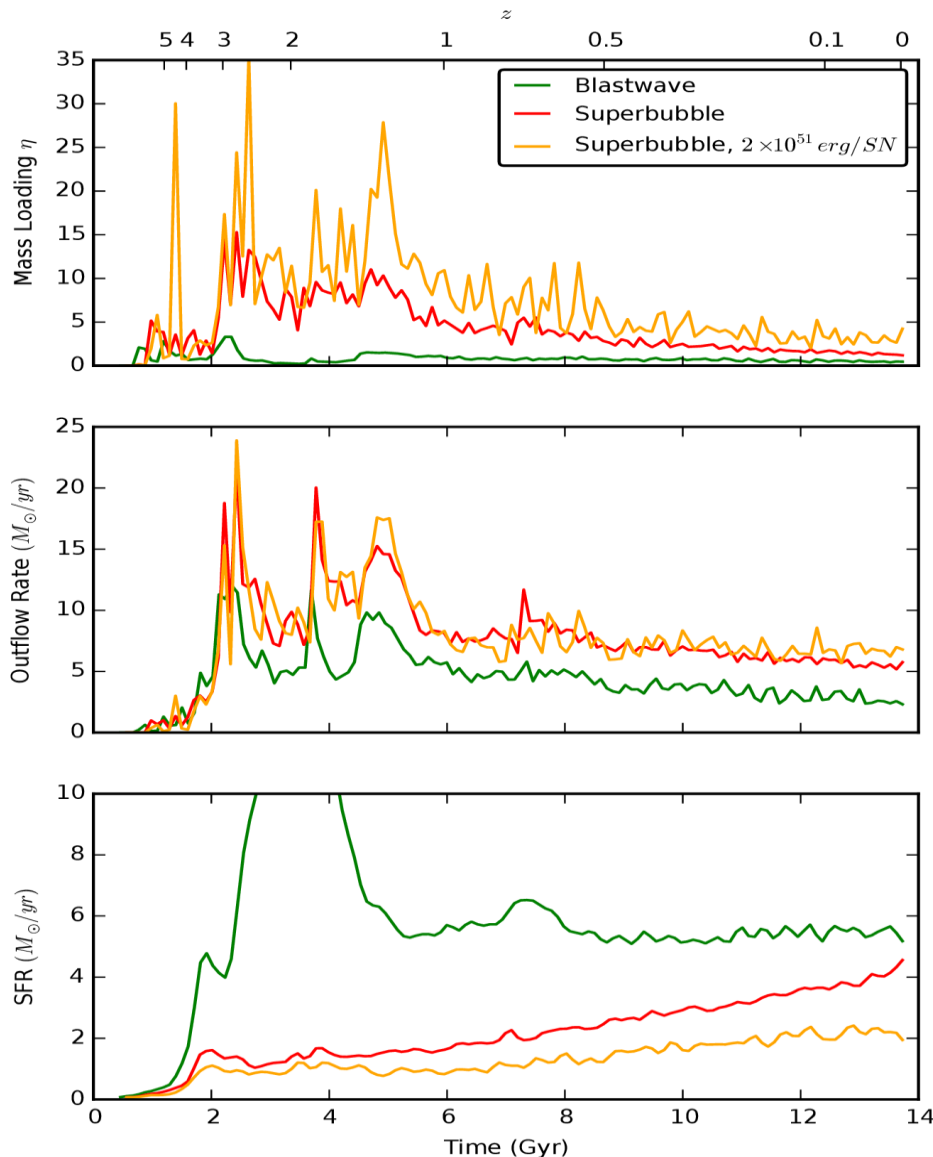 z
5 4 3 2 1 0.5 0.1 0
35
30
25
20
15
10
5
0
Mass Loading η
Blastwave
Superbubble
Superbubble, 2 ×10^51 erg/SN
25
20
15
10
5
0
Outflow Rate (M⊙/yr)
10
8
6
4
2
0
SFR (M⊙/yr)
0 2 4 6 8 10 12 14
Time (Gyr)